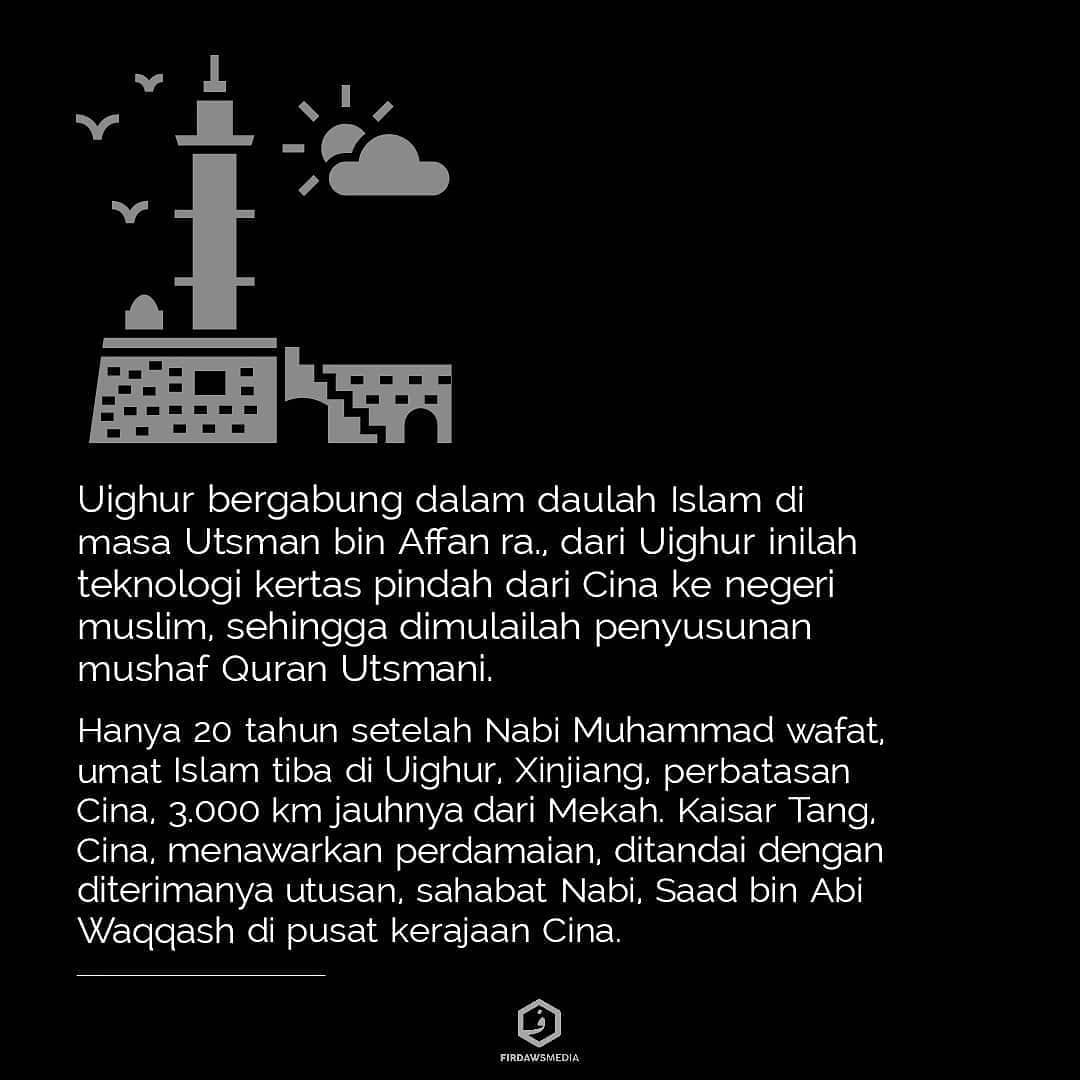 Uighur bergabung dalam daulah Islam di
masa Utsman bin Affan ra., dari Uighur inilah
teknologi kertas pindah dari Cina ke negeri
muslim, sehingga dimulailah penyusunan
mushaf Quran Utsmani.
Hanya 20 tahun setelah Nabi Muhammad wafat,
umat Islam tiba di Uighur, Xinjiang, perbatasan
Cina, 3.000 km jauhnya dari Mekah. Kaisar Tang,
Cina, menawarkan perdamaian, ditandai dengan
diterimanya utusan, sahabat Nabi, Saad bin Abi
Waqqash di pusat kerajaan Cina.
FIRDAWSMEDIA